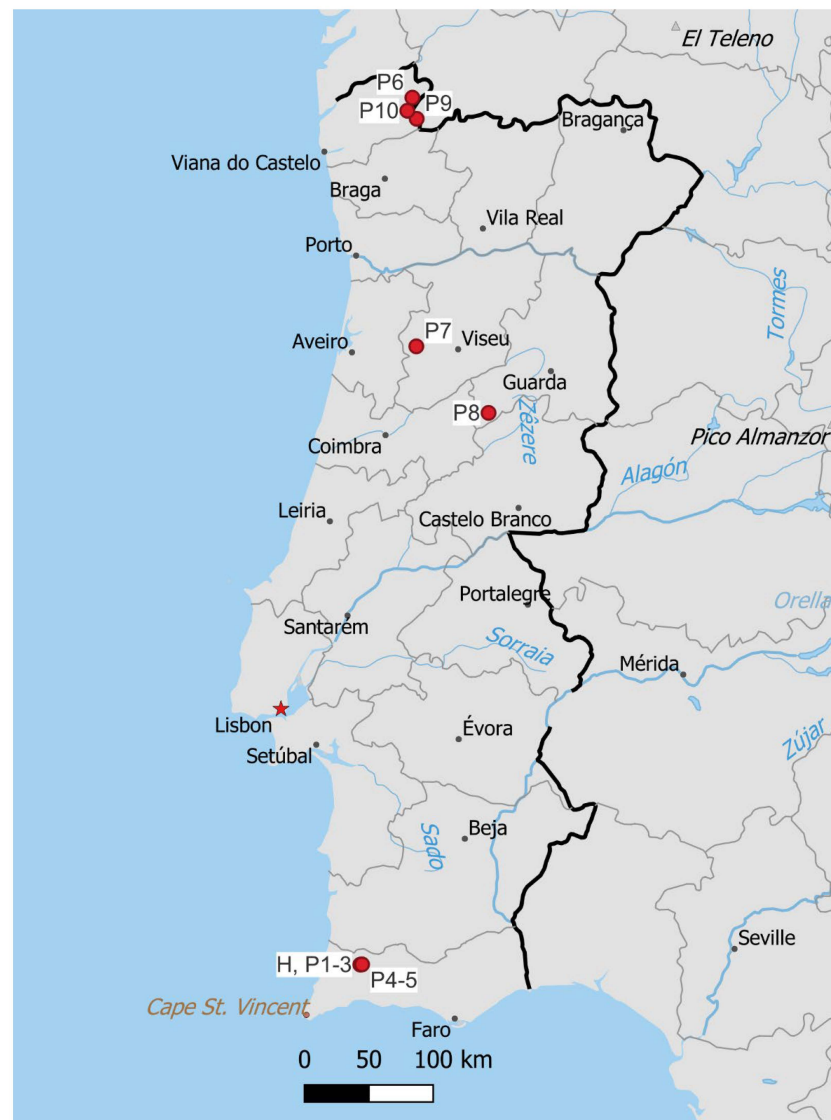 El Teleno
P6
P10
P9
Bragança
Viana do Castelo
Braga
Vila Real
Porto
Tormes
P7
Aveiro
Viseu
Guarda
P8
Zêzere
Coimbra
Pico Almanzor
Alagón
Leiria
Castelo Branco
Portalegre
Orella
Santarém
Sorraia
Mérida
Lisbon
Évora
Setúbal
Zújar
Beja
Sado
Seville
H, P1-3
P4-5
Cape St. Vincent
Faro
0 50 100 km